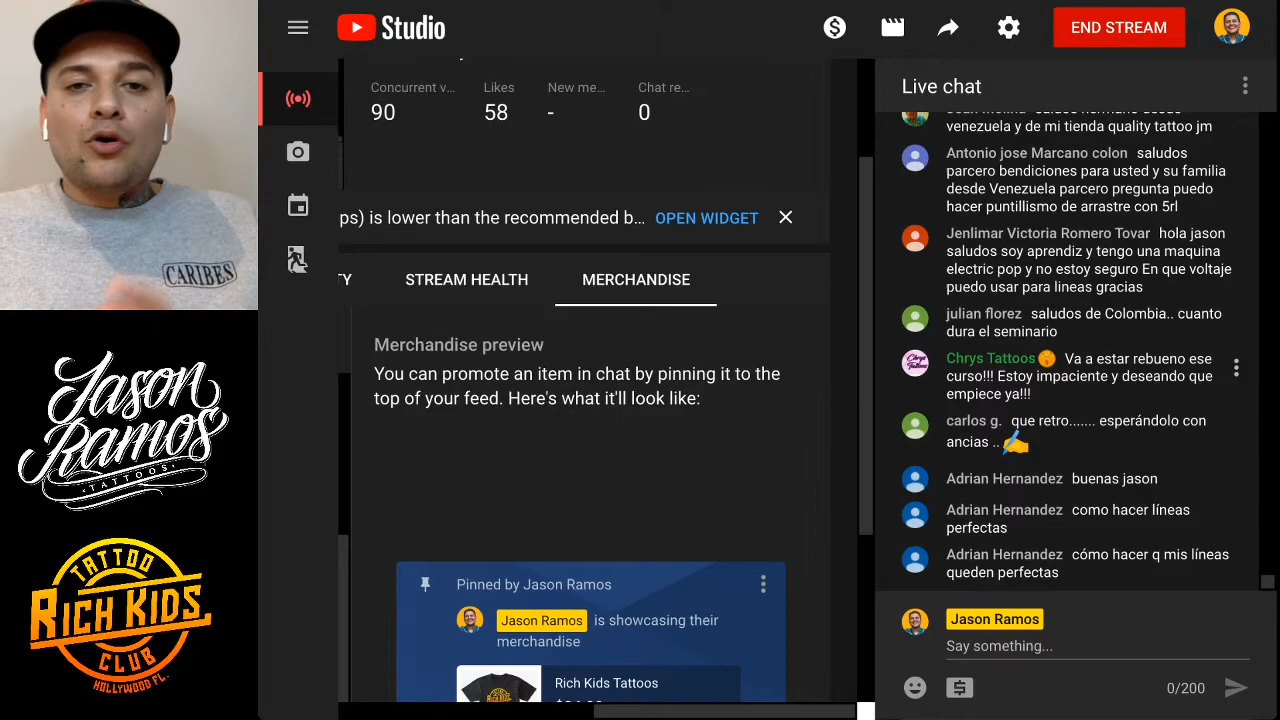 CARIBES
Jason
Ramos
TATTOOS
TATTOO
RICH KIDS
CLUB
HOLLYWOOD FL.
Studio
END STREAM
Concurrent v...
Likes
New me...
Chat re...
90
58
-
0
ps) is lower than the recommended b...
OPEN WIDGET
TY
STREAM HEALTH
MERCHANDISE
Merchandise preview
You can promote an item in chat by pinning it to the
top of your feed. Here's what it'll look like:
Pinned by Jason Ramos
Jason Ramos is showcasing their
merchandise
Rich Kids Tattoos
Live chat
venezuela y de mi tienda quality tattoo jm
Antonio jose Marcano colon saludos
parcero bendiciones para usted y su familia
desde Venezuela parcero pregunta puedo
hacer puntillismo de arrastre con 5rl
Jenlimar Victoria Romero Tovar hola jason
saludos soy aprendiz y tengo una maquina
electric pop y no estoy seguro En que voltaje
puedo usar para lineas gracias
julian florez saludos de Colombia.. cuanto
dura el seminario
Chrys Tattoos Va a estar rebueno ese
curso!!! Estoy impaciente y deseando que
empiece ya!!!
carlos g. que retro....... esperándolo con
ancias ..
Adrian Hernandez buenas jason
Adrian Hernandez como hacer líneas
perfectas
Adrian Hernandez cómo hacer q mis líneas
queden perfectas
Jason Ramos
Say something...
0/200